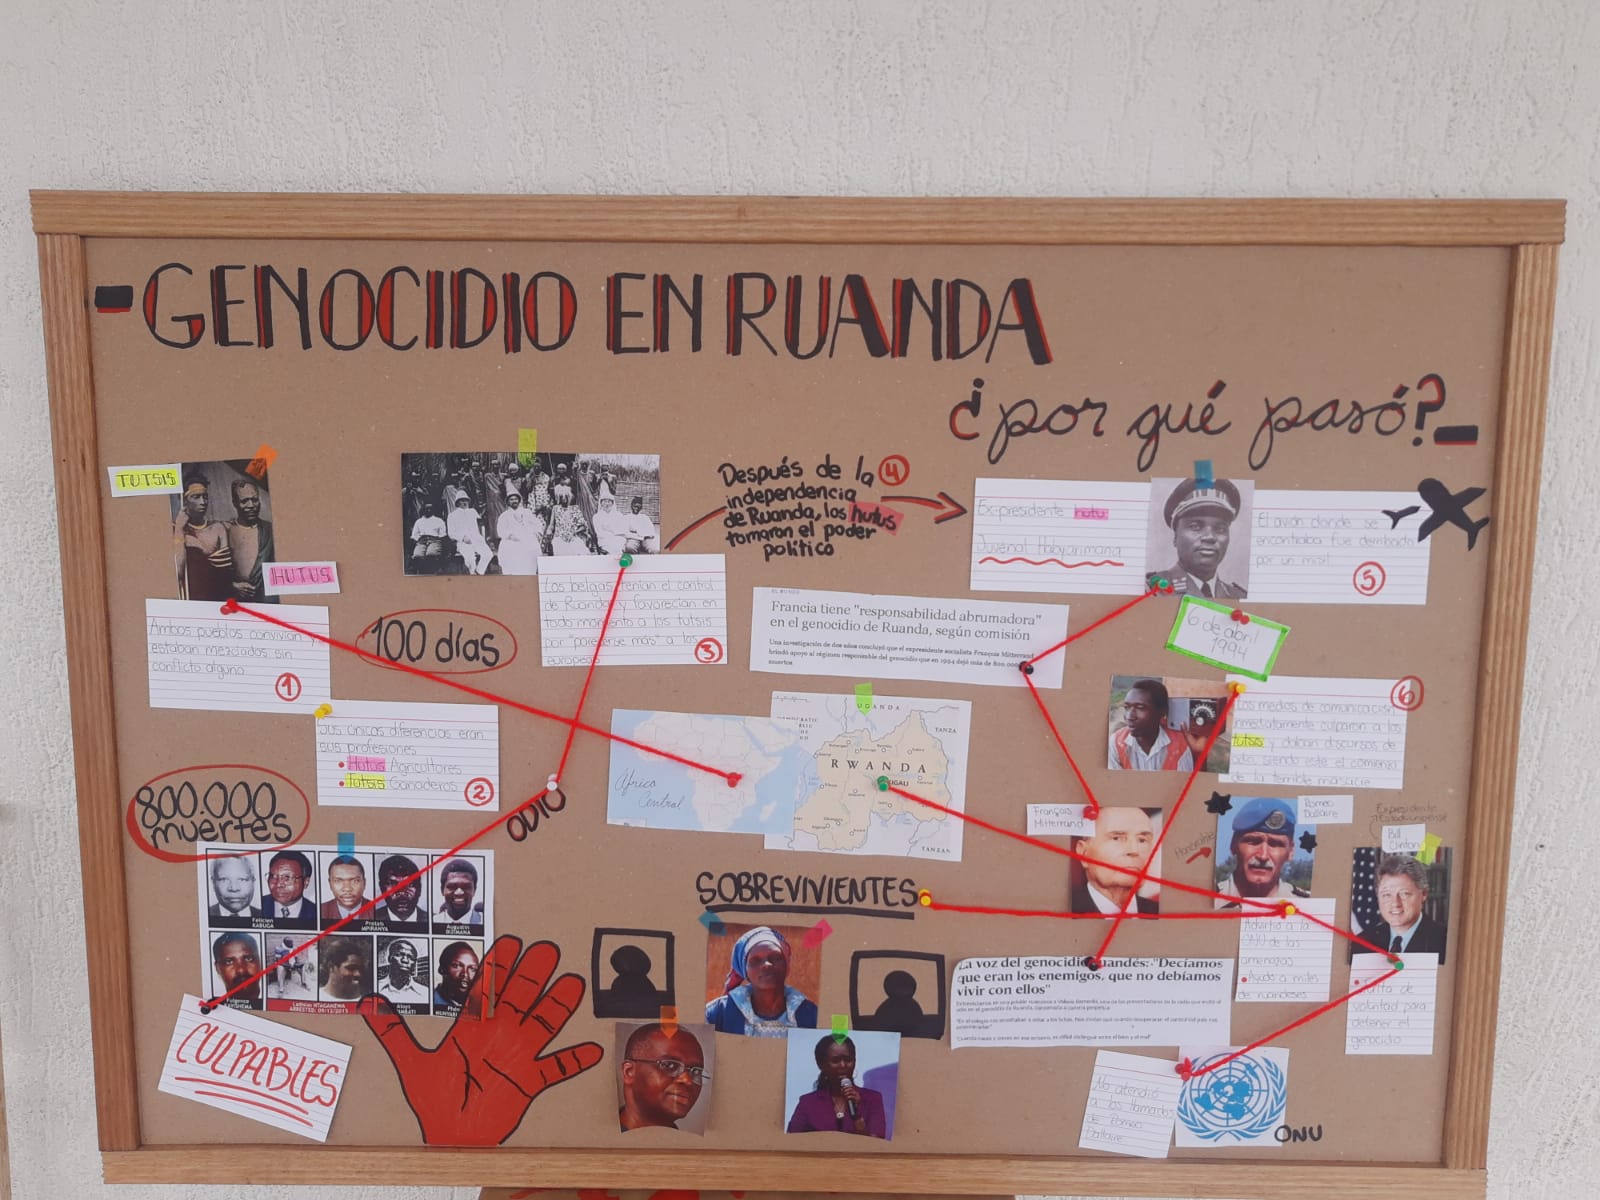 -GENOCIDIO EN RUANDA
¿por qué pasó?-
TUTSIS
HUTUS
Ambos pueblos convivían y
estaban mezclados sin
conflicto alguno
1
Sus únicas diferencias eran
sus profesiones
• Hutus Agricultores
• Tutsis Ganaderos
2
Los belgas tenían el control
de Ruanda y favorecían en
todo momento a los tutsis
por "parecerse más" a los
europeos
3
Después de la
independencia
de Ruanda, los hutus
tomaron el poder
político
4
Ex-presidente hutu
Juvenal Habyarimana
El avión donde se
encontraba fue derribado
por un misil
5
6 de abril
1994
100 días
EL MUNDO
Francia tiene "responsabilidad abrumadora"
en el genocidio de Ruanda, según comisión
Una investigación de dos años concluyó que el expresidente socialista François Mitterrand
brindó apoyo al régimen responsable del genocidio que en 1994 dejó más de 800.000
muertos
Los medios de comunicación
inmediatamente culparon a los
tutsis y daban discursos de
odio, siendo este el comienzo
de la terrible masacre
6
África
Central
UGANDA
TANZA
RWANDA
KIGALI
TANZAN
800.000
muertes
ODIO
François
Mitterrand
Romeo
Dallaire
Expresidente
Estadounidense
Bill
Clinton
Felicien
KABUGA
Protais
MPIRANYA
Augustin
BIZIMANA
Fulgence
KAYISHEMA
Ladislas NTAGANZWA
ARRESTED: 09/12/2015
CULPABLES
SOBREVIVIENTES
La voz del genocidio ruandés: "Decíamos
que eran los enemigos, que no debíamos
vivir con ellos"
Advirtió a la
ONU de las
amenazas
• Ayudó a miles
de ruandeses
• Falta de
voluntad para
detener el
genocidio
No atendió
a los llamados
de Romeo
Dallaire
ONU